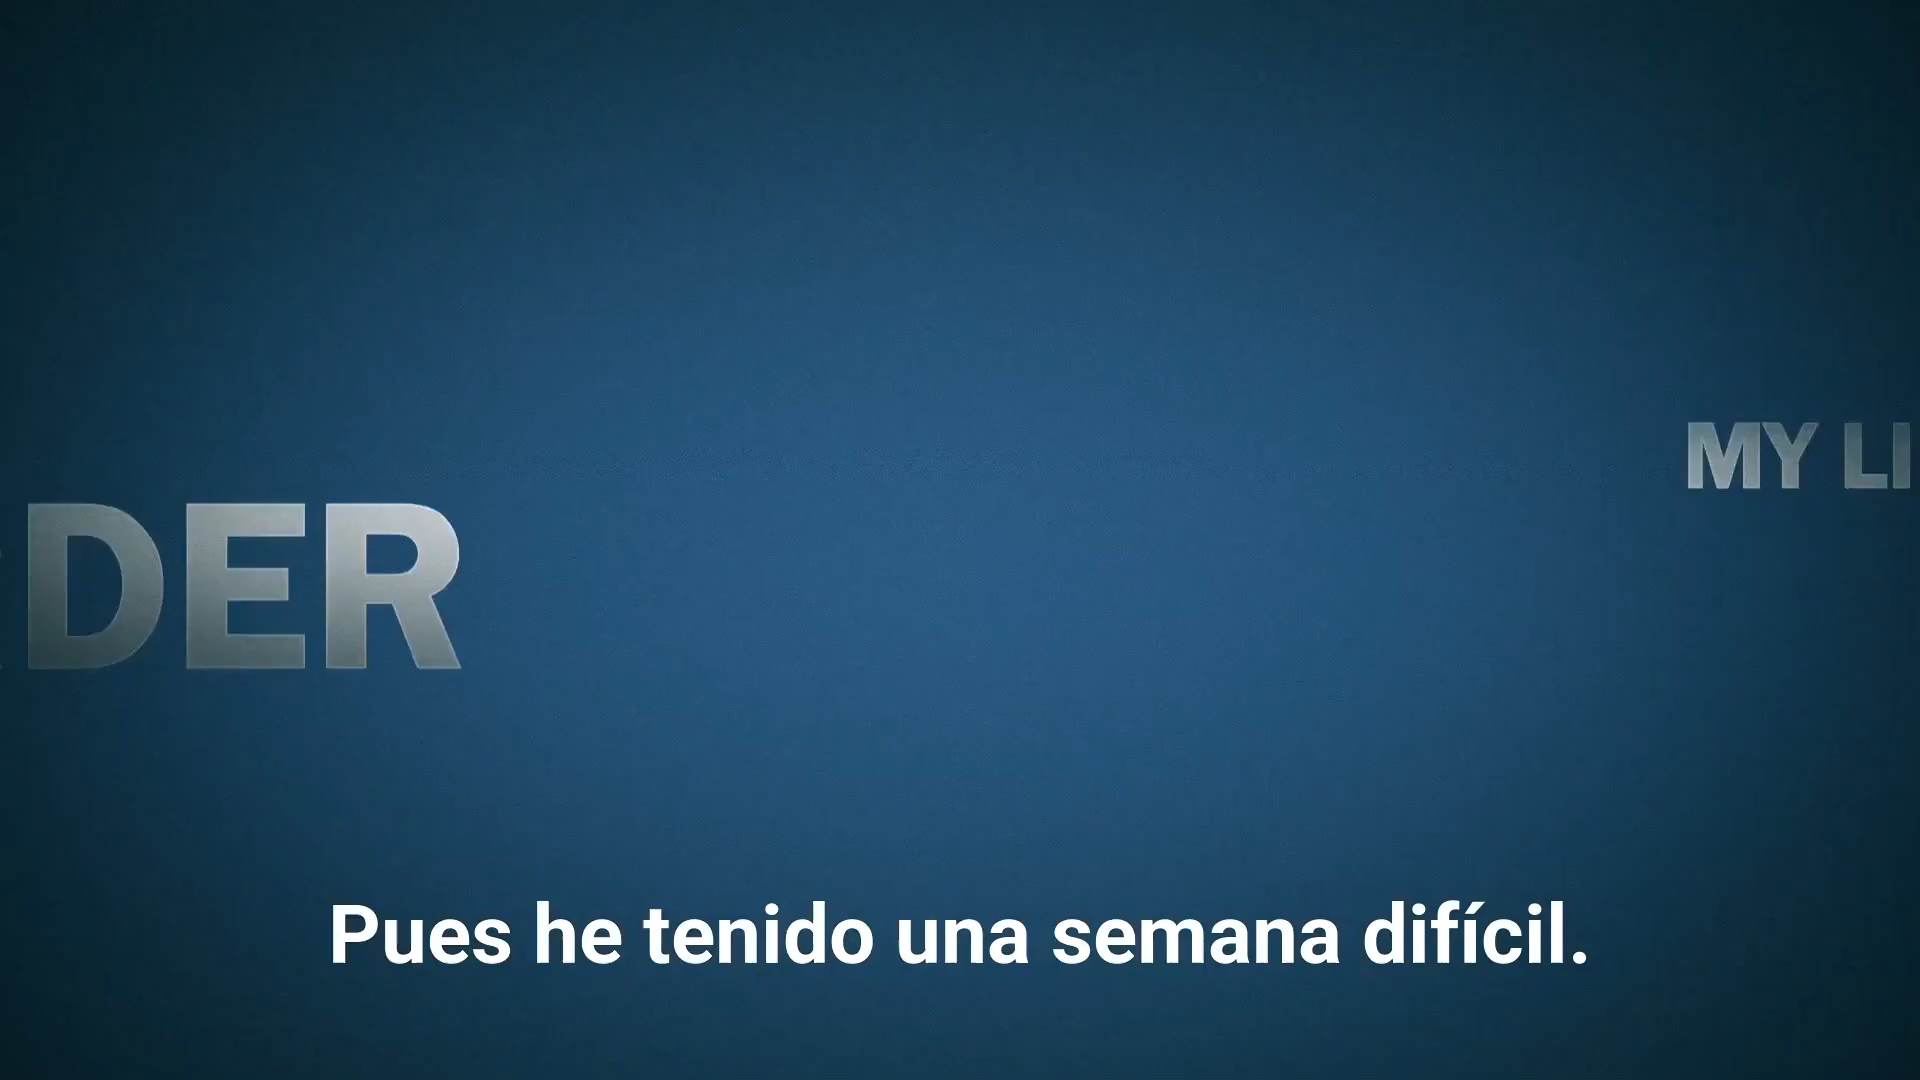 MY LI
DER
Pues he tenido una semana difícil.